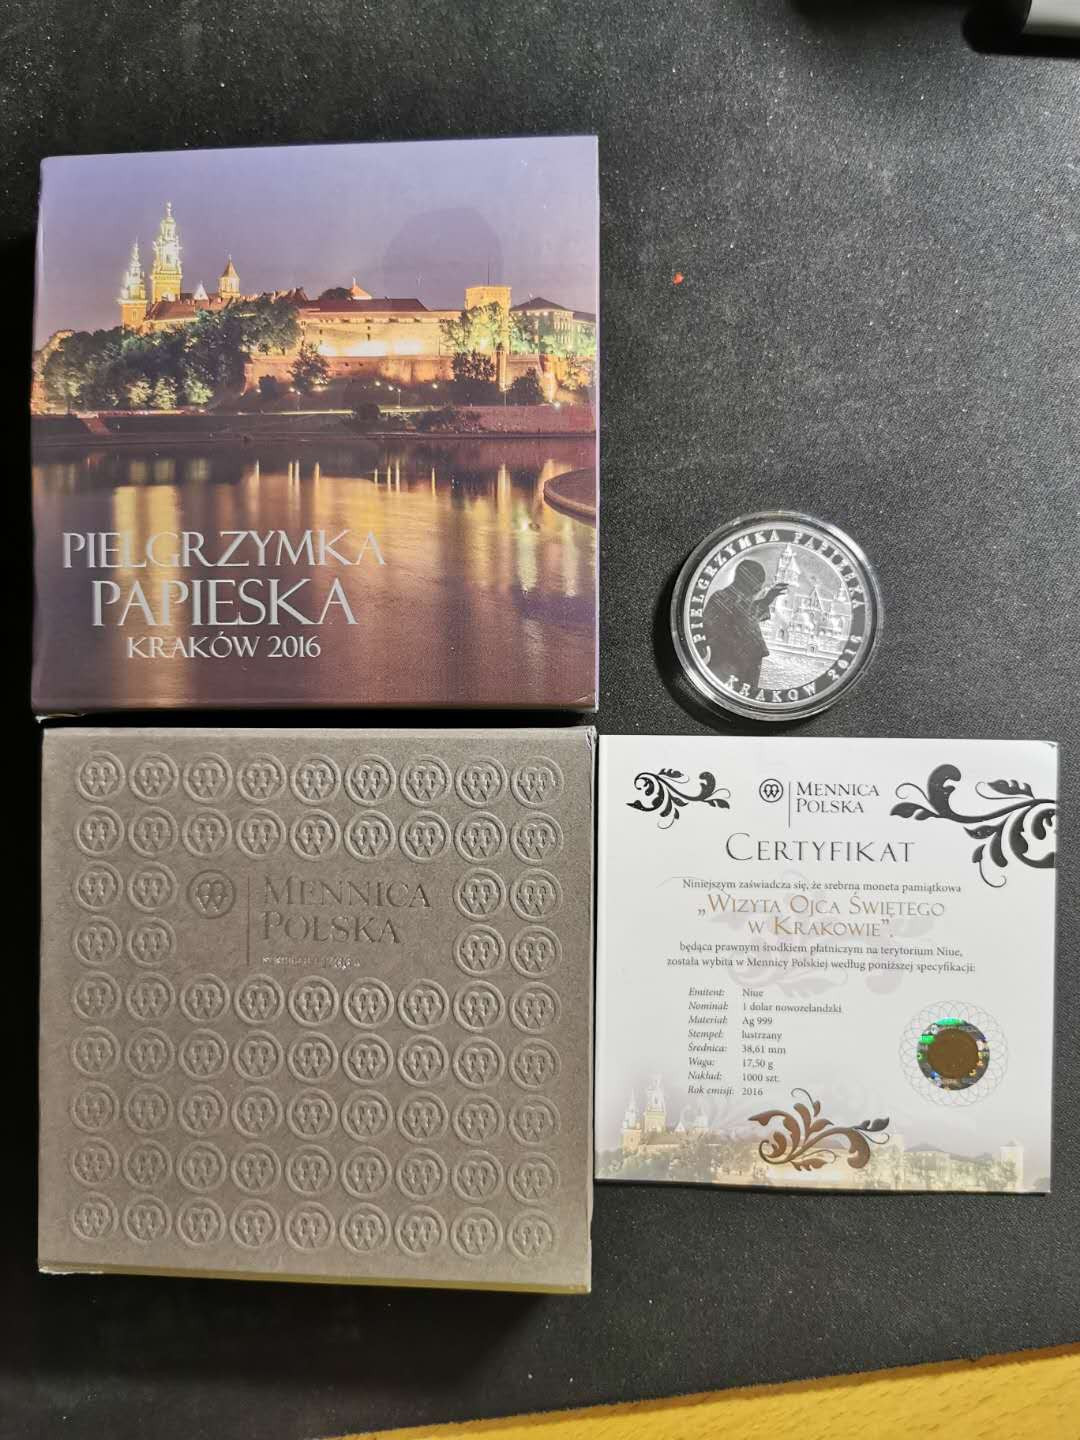 PIELGRZYMKA
PAPIESKA
KRAKÓW 2016
PIELGRZYMKA PAPIESKA
KRAKÓW 2016
MENNICA
POLSKA
1766
MENNICA
POLSKA
CERTYFIKAT
Niniejszym zaświadcza się, że srebrna moneta pamiątkowa
„WIZYTA OJCA ŚWIĘTEGO
W KRAKOWIE”,
będąca prawnym środkiem płatniczym na terytorium Niue,
została wybita w Mennicy Polskiej według poniższej specyfikacji:
Emitent: Niue
Nominał: 1 dolar nowozelandzki
Materiał: Ag 999
Stempel: lustrzany
Średnica: 38,61 mm
Waga: 17,50 g
Nakład: 1000 szt.
Rok emisji: 2016